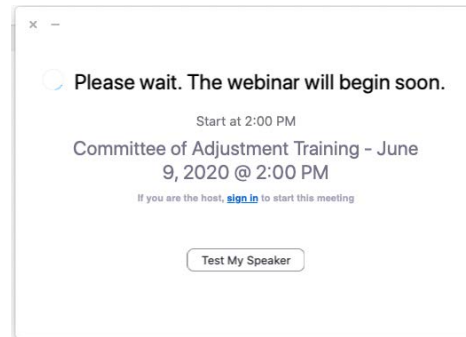 Please wait. The webinar will begin soon.
Start at 2:00 PM
Committee of Adjustment Training - June
9, 2020 @ 2:00 PM
If you are the host, sign in to start this meeting
Test My Speaker